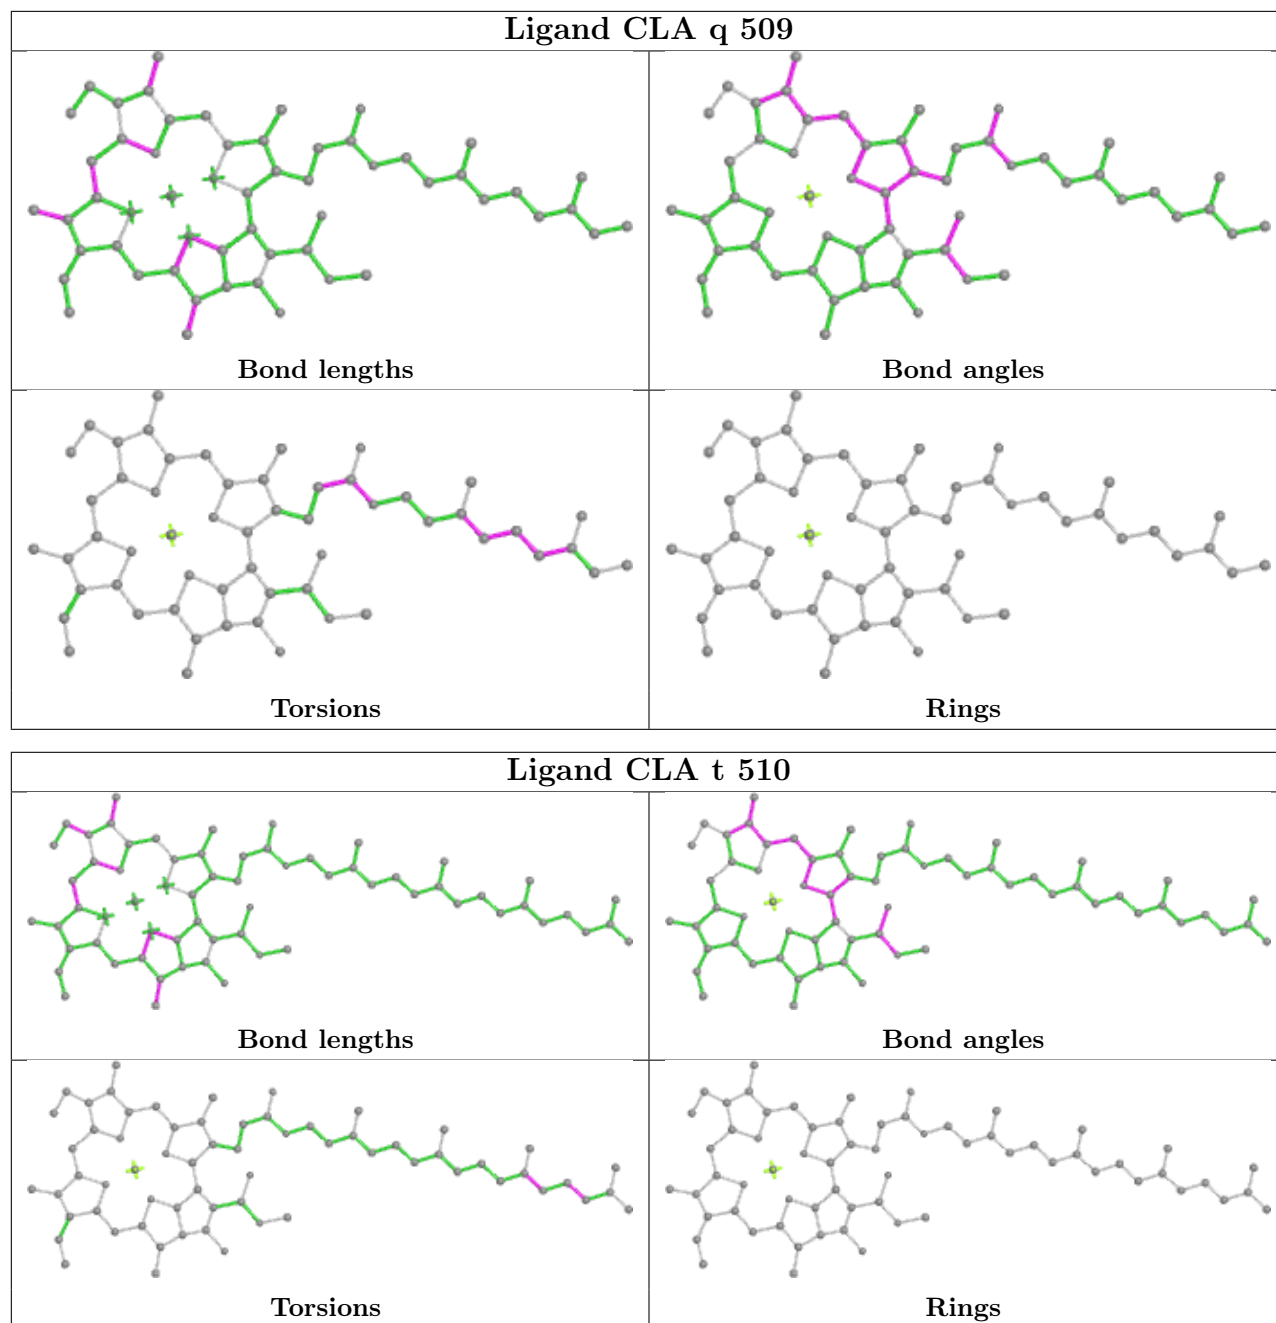 Ligand CLA q 509
Bond lengths
Bond angles
Torsions
Rings
Ligand CLA t 510
Bond lengths
Bond angles
Torsions
Rings